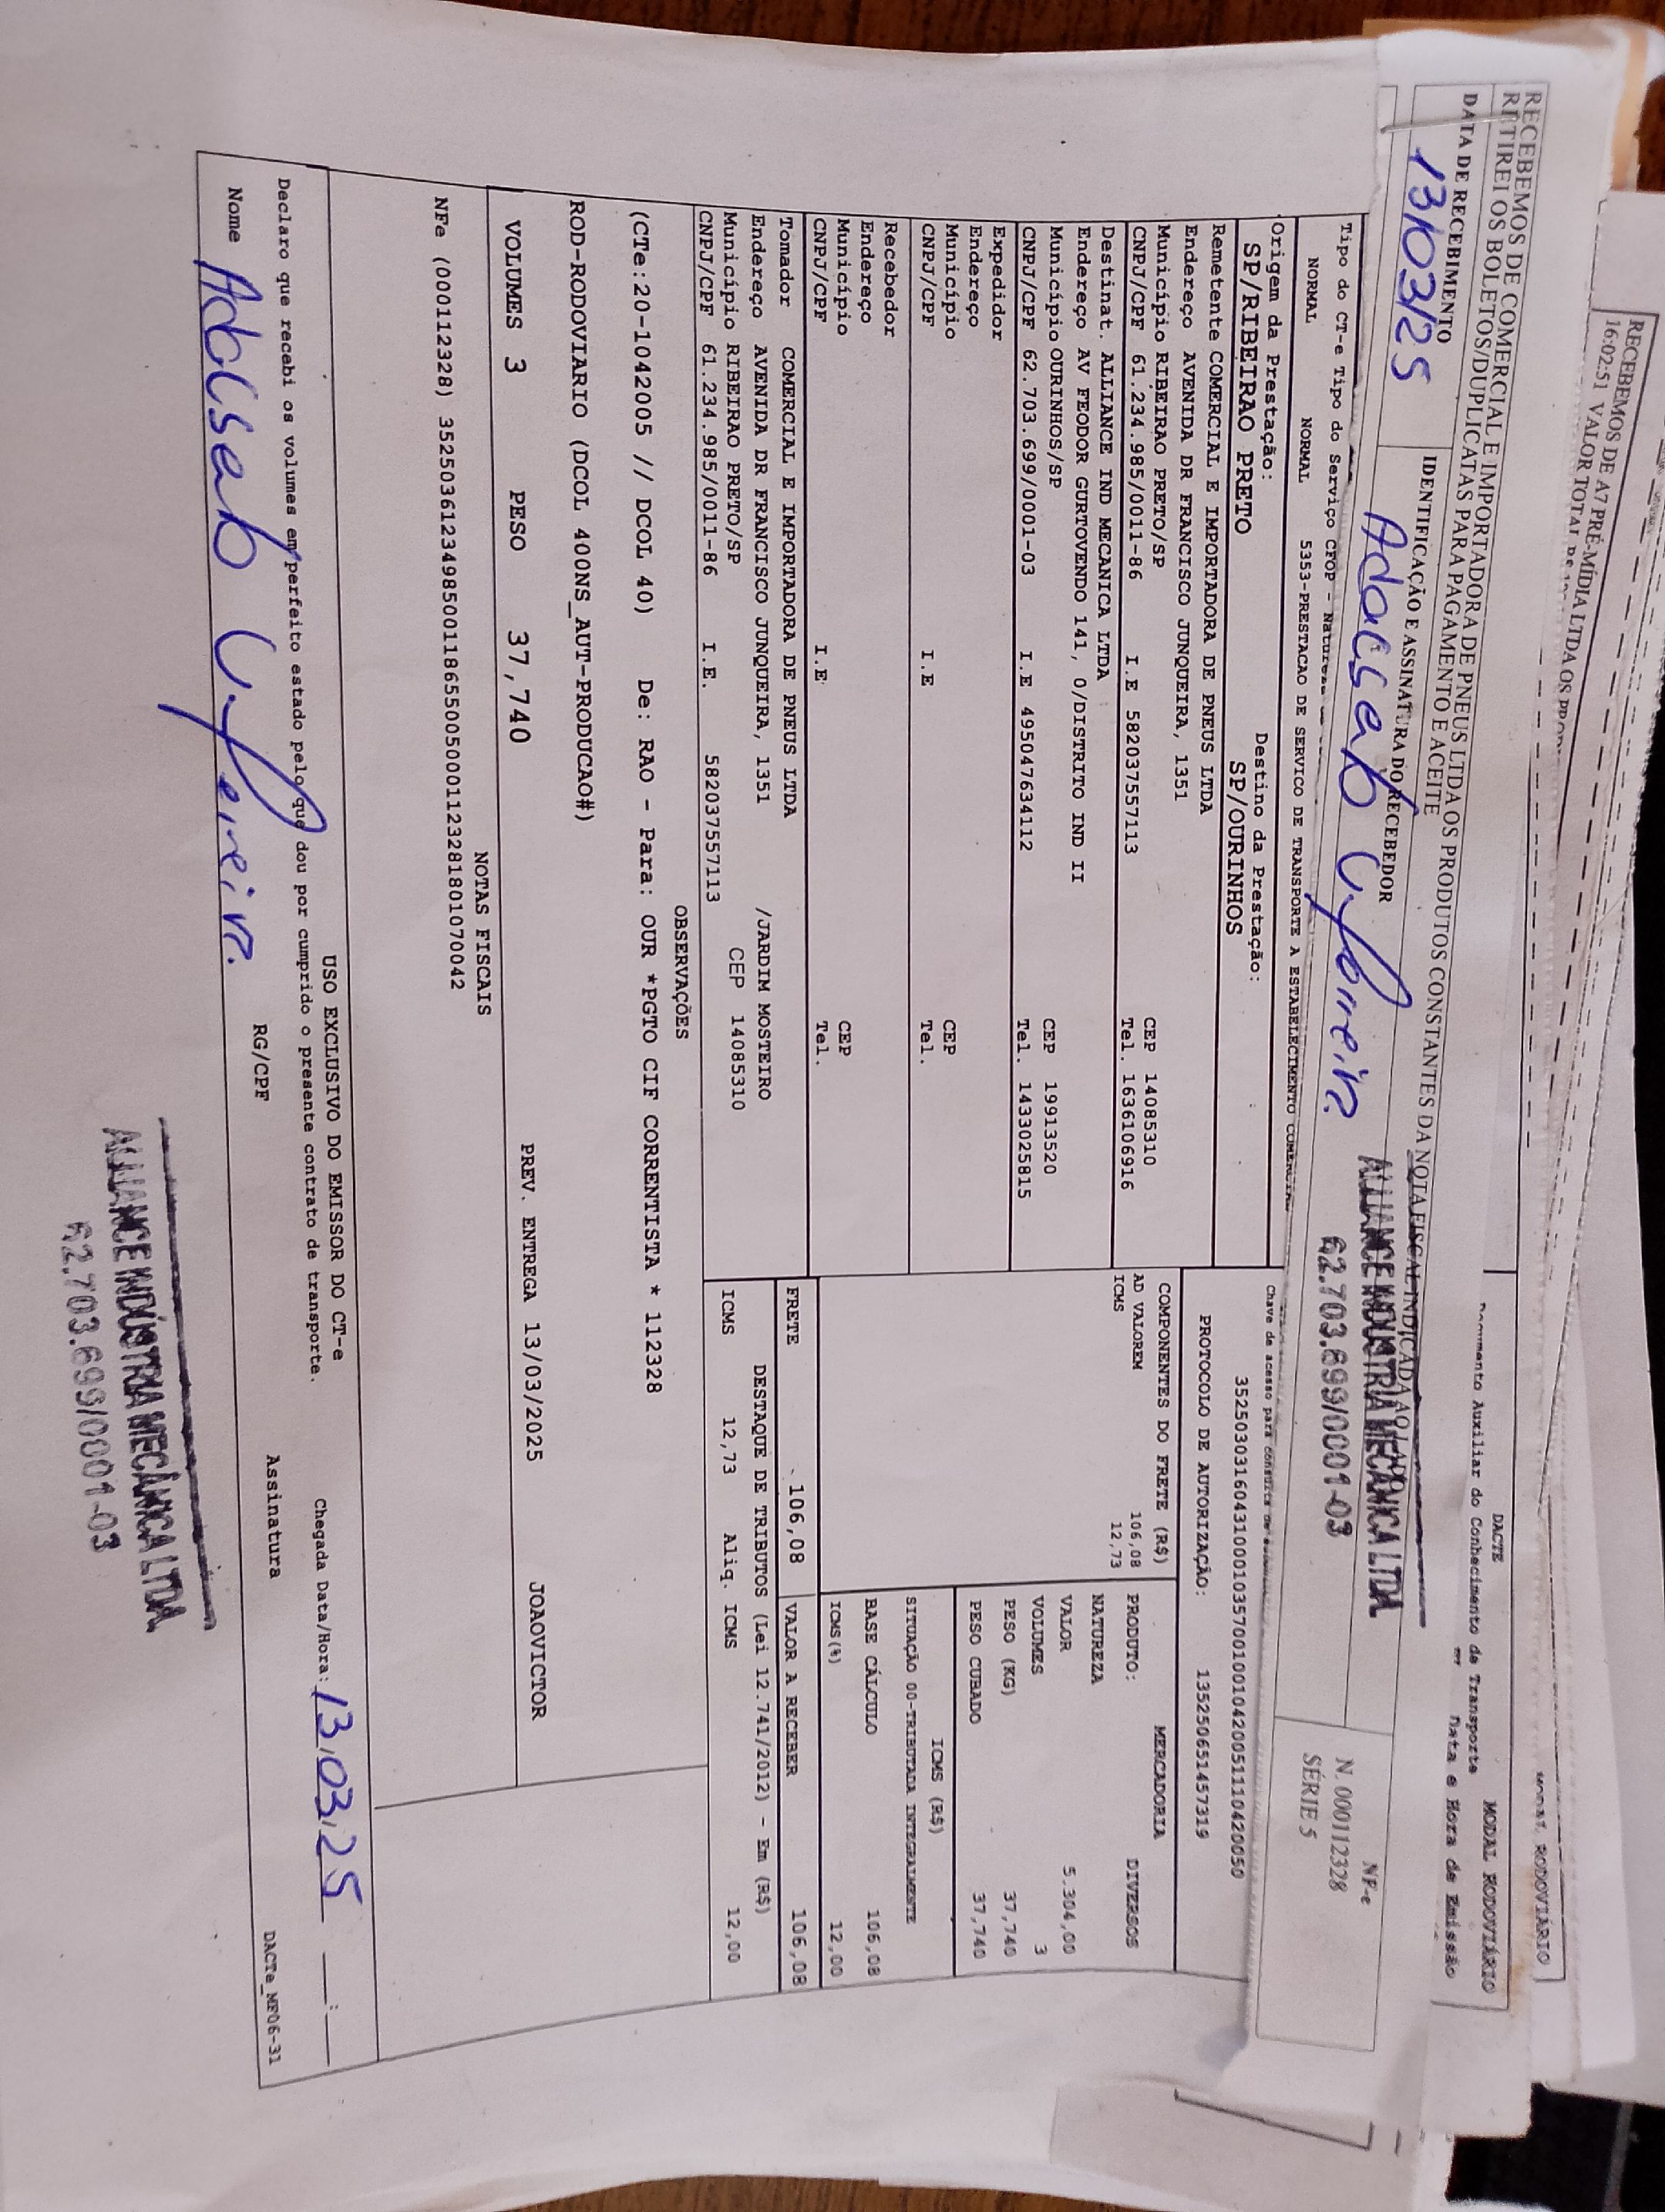 RECEBEMOS DE A7 PRÉ-MÍDIA LTDA OS
16:02:51 VALOR TOTAL
MODAL RODOVIÁRIO
RECEBEMOS DE COMERCIAL E IMPORTADORA DE PNEUS LTDA OS PRODUTOS CONSTANTES DA NOTA FISCAL INDICADA AO LADO
RETIREI OS BOLETOS/DUPLICATAS PARA PAGAMENTO E ACEITE
DATA DE RECEBIMENTO
13/03/25
IDENTIFICAÇÃO E ASSINATURA DO RECEBEDOR
ALLIANCE INDÚSTRIA MECÂNICA LTDA
62.703.699/0001-03
NF-e
N. 000112328
SÉRIE 5
DACTE
Documento Auxiliar do Conhecimento de Transporte
MODAL RODOVIÁRIO
Data e Hora de Emissão
Tipo do CT-e Tipo do Serviço CFOP - Natureza
NORMAL NORMAL 5353-PRESTACAO DE SERVICO DE TRANSPORTE A ESTABELECIMENTO COMERCIAL
Chave de acesso para consulta de
35250303160431000103570010010420051110420050
Origem da Prestação:
SP/RIBEIRAO PRETO
Destino da Prestação:
SP/OURINHOS
PROTOCOLO DE AUTORIZAÇÃO: 135250651457319
Remetente COMERCIAL E IMPORTADORA DE PNEUS LTDA
Endereço AVENIDA DR FRANCISCO JUNQUEIRA, 1351
Município RIBEIRAO PRETO/SP CEP 14085310
CNPJ/CPF 61.234.985/0011-86 I.E 582037557113 Tel. 1636106916
Destinat. ALLIANCE IND MECANICA LTDA
Endereço AV FEODOR GURTOVENDO 141, 0/DISTRITO IND II
Município OURINHOS/SP CEP 19913520
CNPJ/CPF 62.703.699/0001-03 I.E 495047634112 Tel. 1433025815
Expedidor
Endereço
Município CEP
CNPJ/CPF I.E Tel.
Recebedor
Endereço
Município CEP
CNPJ/CPF I.E Tel.
Tomador COMERCIAL E IMPORTADORA DE PNEUS LTDA
Endereço AVENIDA DR FRANCISCO JUNQUEIRA, 1351 /JARDIM MOSTEIRO
Município RIBEIRAO PRETO/SP CEP 14085310
CNPJ/CPF 61.234.985/0011-86 I.E. 582037557113
COMPONENTES DO FRETE (R$)
AD VALOREM 106,08
ICMS 12,73
MERCADORIA
PRODUTO: DIVERSOS
NATUREZA
VALOR 5.304,00
VOLUMES 3
PESO (KG) 37,740
PESO CUBADO 37,740
ICMS (R$)
SITUAÇÃO 00-TRIBUTADA INTEGRALMENTE
BASE CÁLCULO 106,08
ICMS(%) 12,00
FRETE 106,08 VALOR A RECEBER 106,08
DESTAQUE DE TRIBUTOS (Lei 12.741/2012) - Em (R$)
ICMS 12,73 Aliq. ICMS 12,00
OBSERVAÇÕES
(CTe:20-1042005 // DCOL 40) De: RAO - Para: OUR *PGTO CIF CORRENTISTA * 112328
ROD-RODOVIARIO (DCOL 400NS_AUT-PRODUCAO#)
VOLUMES 3 PESO 37,740 PREV. ENTREGA 13/03/2025 JOAOVICTOR
NOTAS FISCAIS
NFe (000112328) 35250361234985001186550050001123281801070042
USO EXCLUSIVO DO EMISSOR DO CT-e
Declaro que recebi os volumes em perfeito estado pelo que dou por cumprido o presente contrato de transporte. Chegada Data/Hora: 13,03,25 __:__
Nome RG/CPF Assinatura DACTe_MF06-31
ALLIANCE INDÚSTRIA MECÂNICA LTDA
62.703.699/0001-03